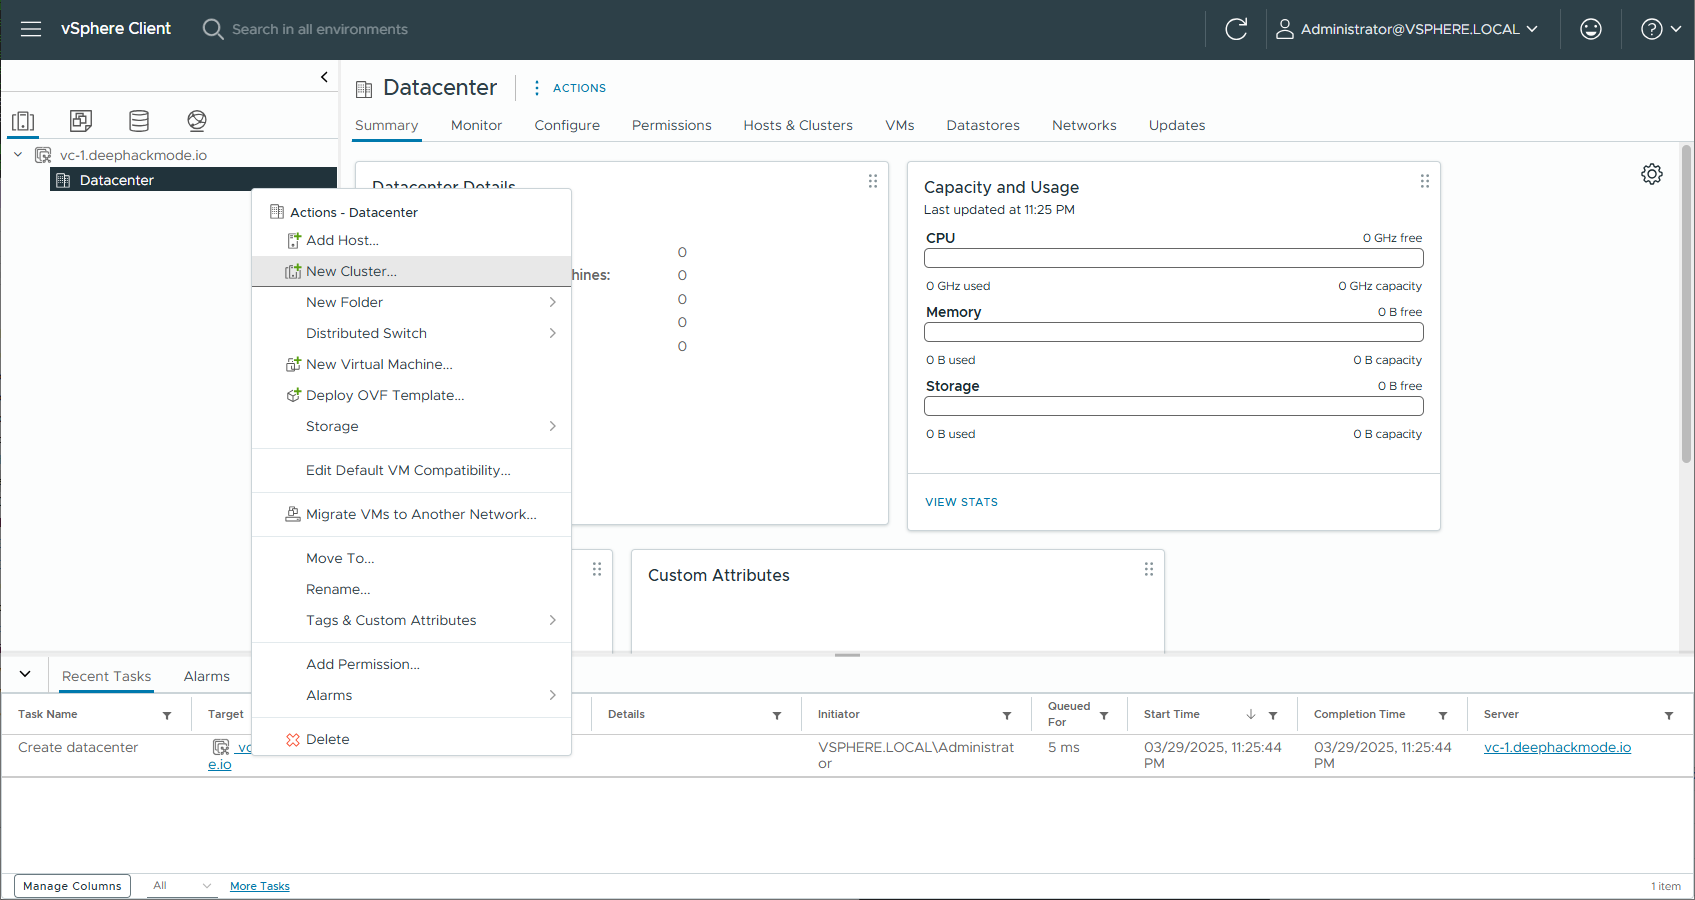 vSphere Client
Search in all environments
Administrator@VSPHERE.LOCAL
vc-1.deephackmode.io
Datacenter
Datacenter
ACTIONS
Summary
Monitor
Configure
Permissions
Hosts & Clusters
VMs
Datastores
Networks
Updates
Datacenter Details
hines:
0
0
0
0
0
Actions - Datacenter
Add Host...
New Cluster...
New Folder
Distributed Switch
New Virtual Machine...
Deploy OVF Template...
Storage
Edit Default VM Compatibility...
Migrate VMs to Another Network...
Move To...
Rename...
Tags & Custom Attributes
Add Permission...
Alarms
Delete
Capacity and Usage
Last updated at 11:25 PM
CPU
0 GHz free
0 GHz used
0 GHz capacity
Memory
0 B free
0 B used
0 B capacity
Storage
0 B free
0 B used
0 B capacity
VIEW STATS
Custom Attributes
Recent Tasks
Alarms
Task Name
Target
Details
Initiator
Queued
For
Start Time
Completion Time
Server
Create datacenter
vc
e.io
VSPHERE.LOCAL\Administrat
or
5 ms
03/29/2025, 11:25:44
PM
03/29/2025, 11:25:44
PM
vc-1.deephackmode.io
Manage Columns
All
More Tasks
1 item